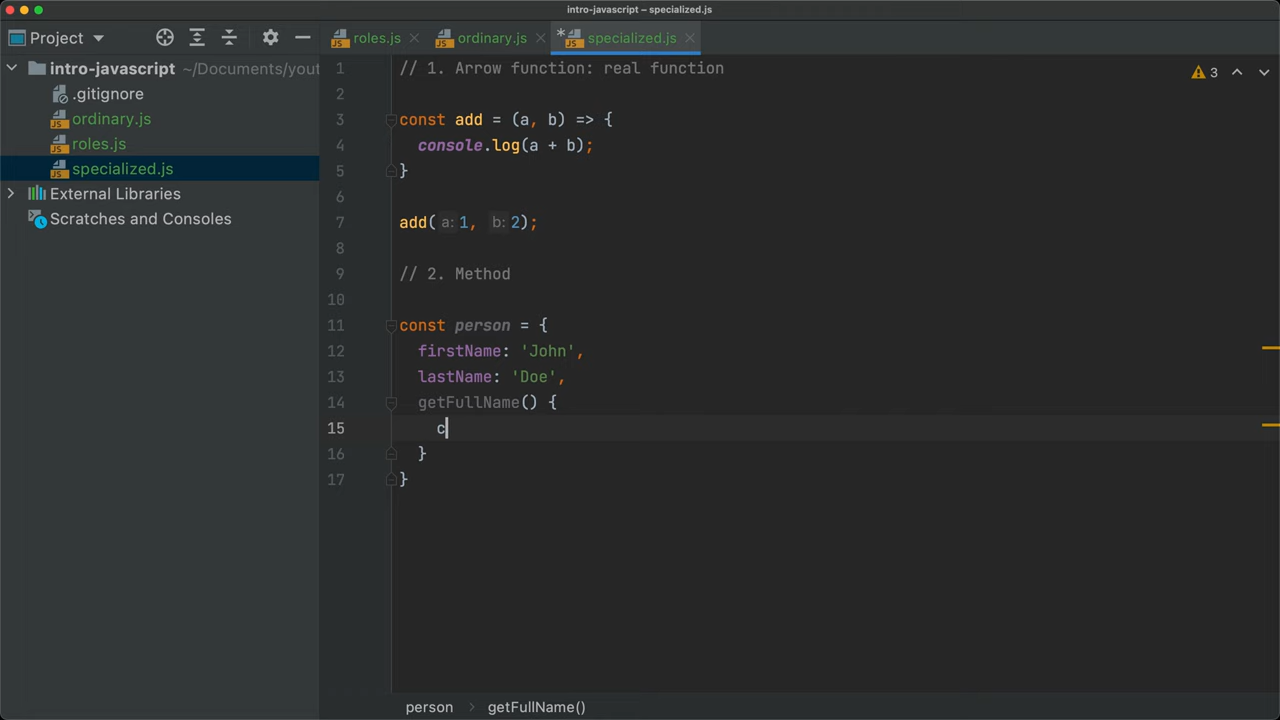 intro-javascript – specialized.js
Project
roles.js
ordinary.js
* specialized.js
intro-javascript ~/Documents/yout
.gitignore
ordinary.js
roles.js
specialized.js
External Libraries
Scratches and Consoles
3
1 // 1. Arrow function: real function
2
3 const add = (a, b) => {
4 console.log(a + b);
5 }
6
7 add( a: 1, b: 2);
8
9 // 2. Method
10
11 const person = {
12 firstName: 'John',
13 lastName: 'Doe',
14 getFullName() {
15 c
16 }
17 }
person > getFullName()